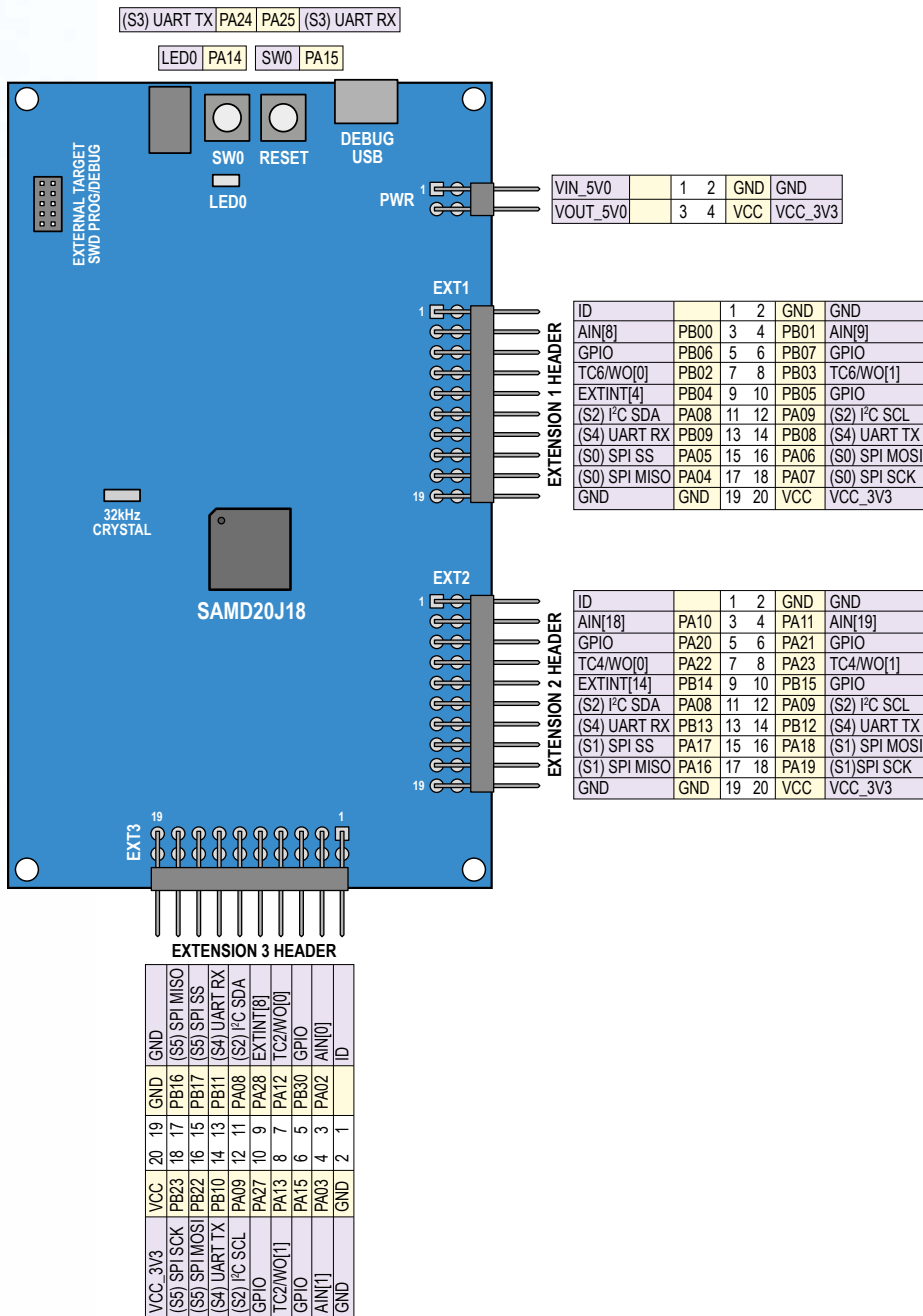 (S3) UART TX PA24 PA25 (S3) UART RX
LED0 PA14 SW0 PA15
EXTERNAL TARGET
SWD PROG/DEBUG
SW0 RESET
LED0
DEBUG
USB
PWR 1
VIN_5V0 1 2 GND GND
VOUT_5V0 3 4 VCC VCC_3V3
EXT1
1
19
EXTENSION 1 HEADER
ID 1 2 GND GND
AIN[8] PB00 3 4 PB01 AIN[9]
GPIO PB06 5 6 PB07 GPIO
TC6/WO[0] PB02 7 8 PB03 TC6/WO[1]
EXTINT[4] PB04 9 10 PB05 GPIO
(S2) I²C SDA PA08 11 12 PA09 (S2) I²C SCL
(S4) UART RX PB09 13 14 PB08 (S4) UART TX
(S0) SPI SS PA05 15 16 PA06 (S0) SPI MOSI
(S0) SPI MISO PA04 17 18 PA07 (S0) SPI SCK
GND GND 19 20 VCC VCC_3V3
32kHz
CRYSTAL
SAMD20J18
EXT2
1
19
EXTENSION 2 HEADER
ID 1 2 GND GND
AIN[18] PA10 3 4 PA11 AIN[19]
GPIO PA20 5 6 PA21 GPIO
TC4/WO[0] PA22 7 8 PA23 TC4/WO[1]
EXTINT[14] PB14 9 10 PB15 GPIO
(S2) I²C SDA PA08 11 12 PA09 (S2) I²C SCL
(S4) UART RX PB13 13 14 PB12 (S4) UART TX
(S1) SPI SS PA17 15 16 PA18 (S1) SPI MOSI
(S1) SPI MISO PA16 17 18 PA19 (S1)SPI SCK
GND GND 19 20 VCC VCC_3V3
EXT3
19 1
EXTENSION 3 HEADER
VCC_3V3 VCC 20 19 GND GND
(S5) SPI SCK PB23 18 17 PB16 (S5) SPI MISO
(S5) SPI MOSI PB22 16 15 PB17 (S5) SPI SS
(S4) UART TX PB10 14 13 PB11 (S4) UART RX
(S2) I²C SCL PA09 12 11 PA08 (S2) I²C SDA
GPIO PA27 10 9 PA28 EXTINT[8]
TC2/WO[1] PA13 8 7 PA12 TC2/WO[0]
GPIO PA15 6 5 PB30 GPIO
AIN[1] PA03 4 3 PA02 AIN[0]
GND GND 2 1 ID